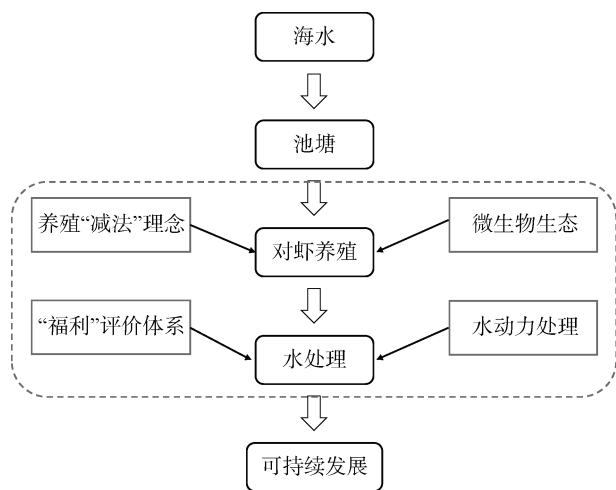 海水
池塘
养殖“减法”理念
微生物生态
对虾养殖
“福利”评价体系
水动力处理
水处理
可持续发展